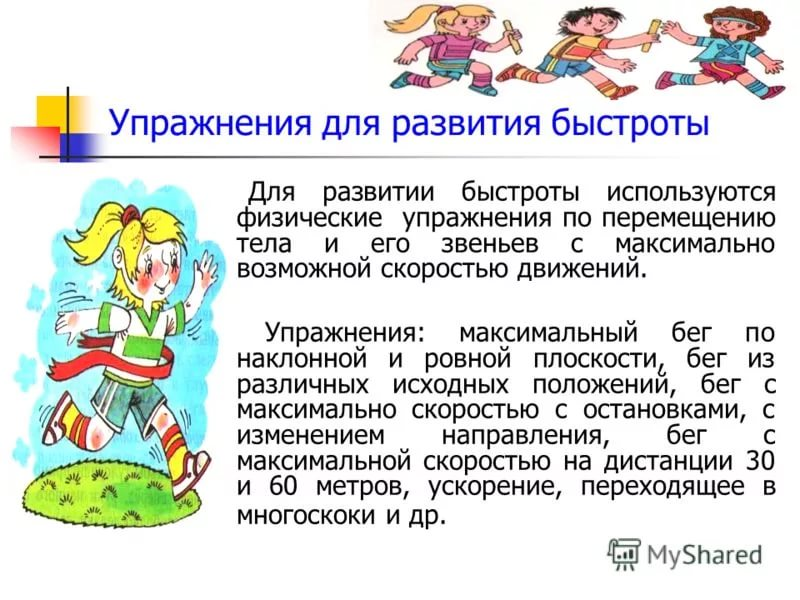 Упражнения для развития быстроты
Для развитии быстроты используются
физические упражнения по перемещению
тела и его звеньев с максимально
возможной скоростью движений.
Упражнения: максимальный бег по
наклонной и ровной плоскости, бег из
различных исходных положений, бег с
максимально скоростью с остановками, с
изменением направления, бег с
максимальной скоростью на дистанции 30
и 60 метров, ускорение, переходящее в
многоскоки и др.
MyShared